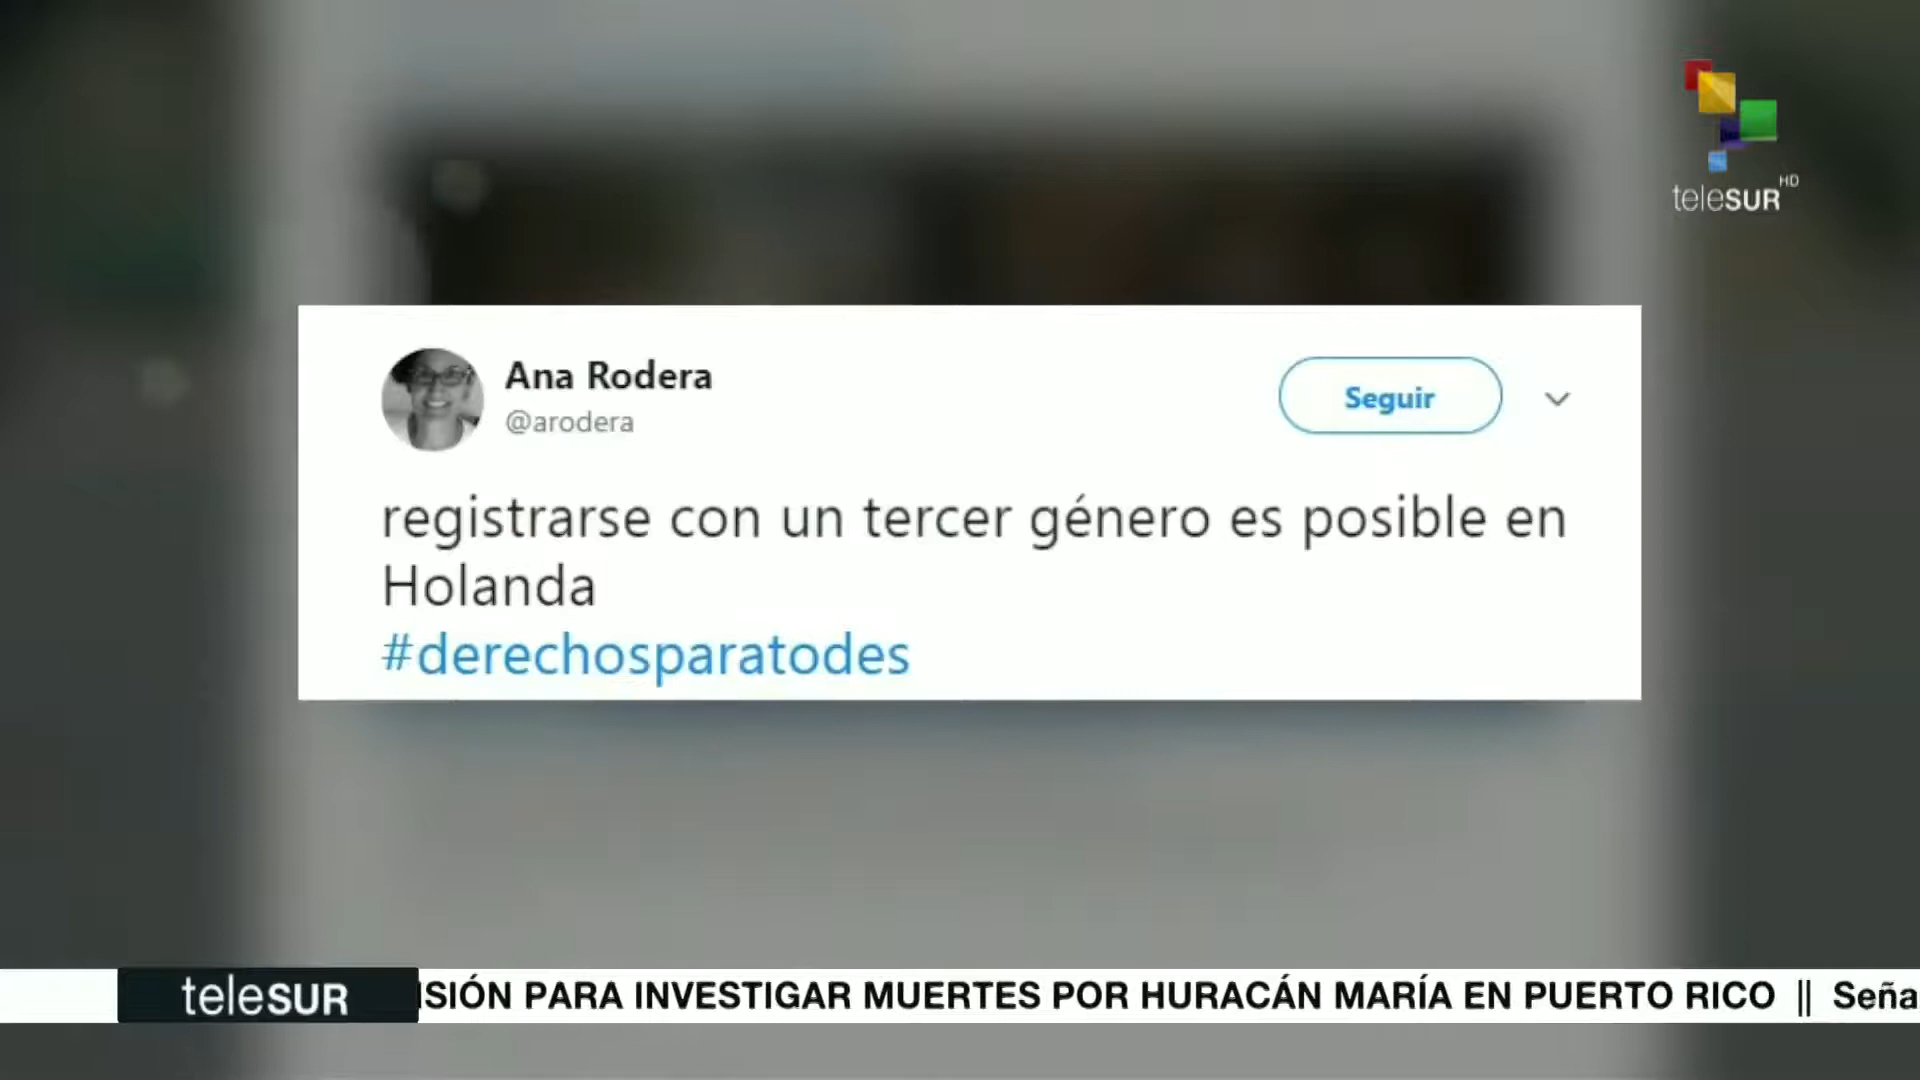 HD
teleSUR
Ana Rodera
@arodera
Seguir
registrarse con un tercer género es posible en
Holanda
#derechosparatodes
teleSUR
ISIÓN PARA INVESTIGAR MUERTES POR HURACÁN MARÍA EN PUERTO RICO || Seña